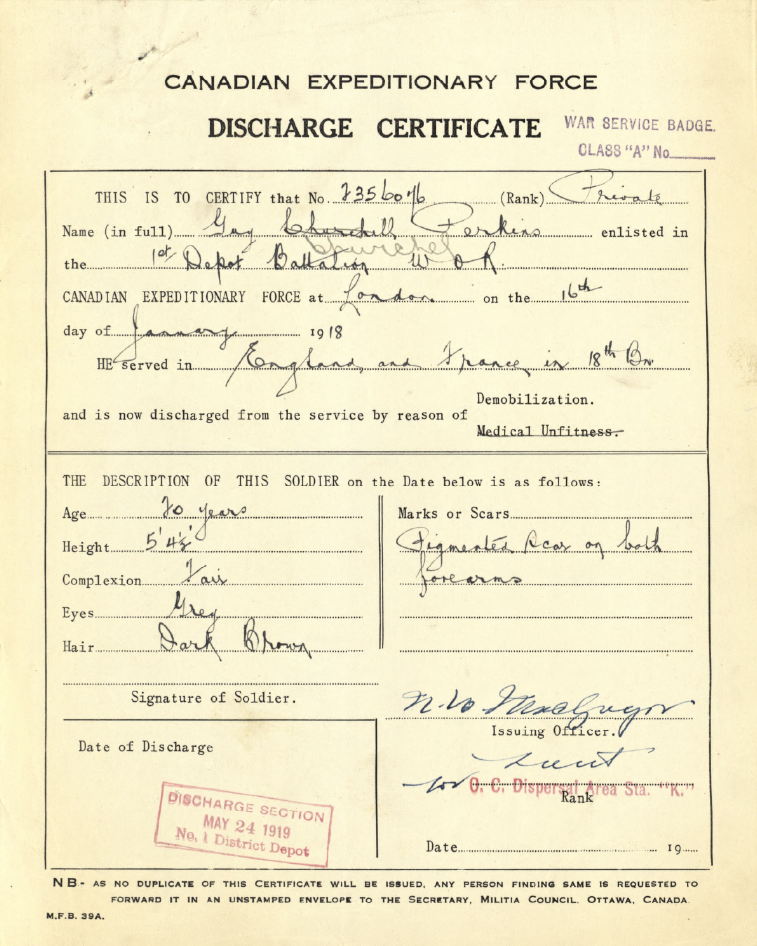 CANADIAN EXPEDITIONARY FORCE
DISCHARGE CERTIFICATE
WAR SERVICE BADGE.
CLASS "A" No
THIS IS TO CERTIFY that No. 2356076 (Rank) Private
Name (in full) Guy Churchill Perkins enlisted in
Churchel
the 1st Depot Battalion W O R.
CANADIAN EXPEDITIONARY FORCE at London on the 16th
day of January 1918
HE served in England and France in 18th Bn
Demobilization.
and is now discharged from the service by reason of
Medical Unfitness.
THE DESCRIPTION OF THIS SOLDIER on the Date below is as follows:
Age 20 years
Height 5' 4½"
Complexion Fair
Eyes Grey
Hair Dark Brown
Marks or Scars
Pigmented scar on both
forearms
Signature of Soldier.
MacGregor
Issuing Officer.
Lieut
for O. C. Dispersal Area Sta. "K."
Rank
Date of Discharge
DISCHARGE SECTION
MAY 24 1919
No. 1 District Depot
Date 19
NB- AS NO DUPLICATE OF THIS CERTIFICATE WILL BE ISSUED, ANY PERSON FINDING SAME IS REQUESTED TO
FORWARD IT IN AN UNSTAMPED ENVELOPE TO THE SECRETARY, MILITIA COUNCIL. OTTAWA, CANADA.
M.F.B. 39A.